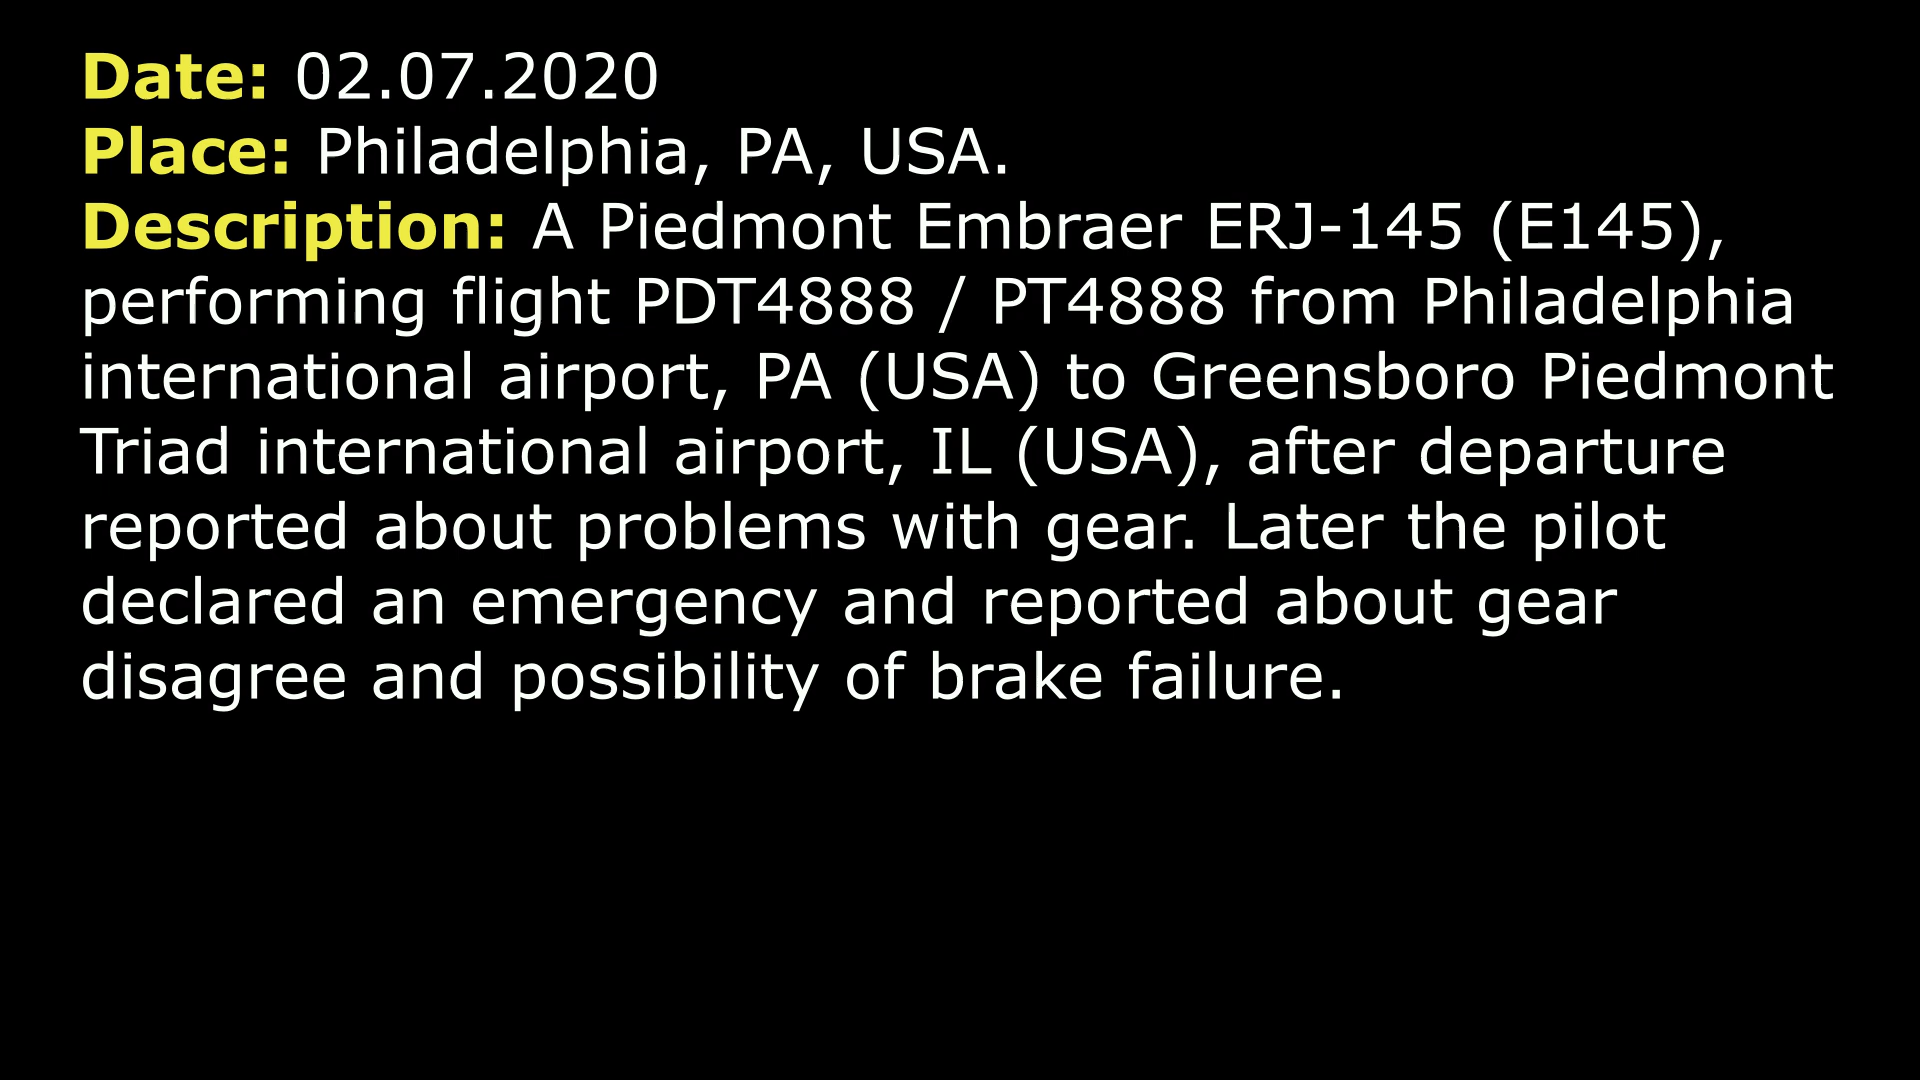 Date: 02.07.2020
Place: Philadelphia, PA, USA.
Description: A Piedmont Embraer ERJ-145 (E145),
performing flight PDT4888 / PT4888 from Philadelphia
international airport, PA (USA) to Greensboro Piedmont
Triad international airport, IL (USA), after departure
reported about problems with gear. Later the pilot
declared an emergency and reported about gear
disagree and possibility of brake failure.